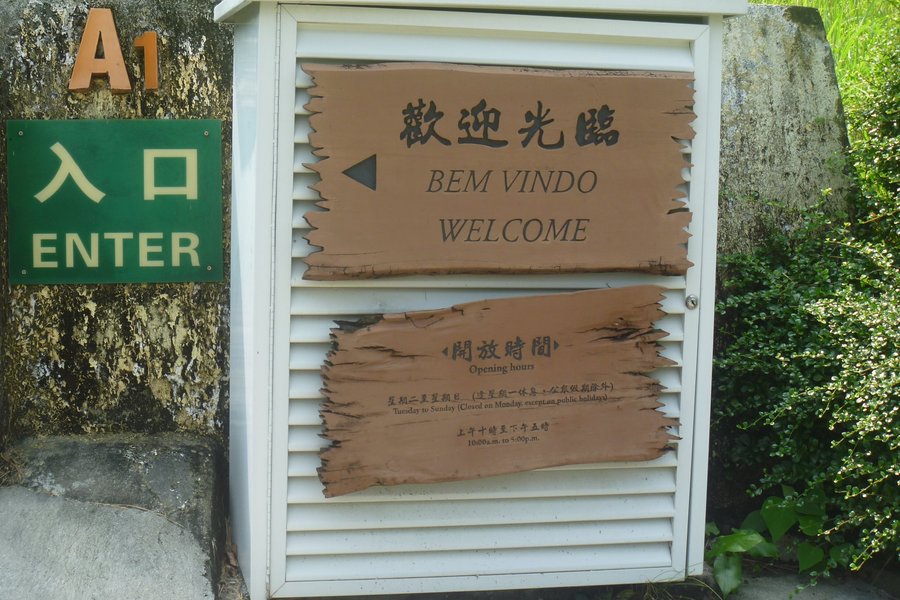 A1
入口
ENTER
歡迎光臨
BEM VINDO
WELCOME
開放時間
Opening hours
星期二至星期日 (逢星期一休息，公眾假期除外)
Tuesday to Sunday (Closed on Monday, except on public holidays)
上午十時至下午五時
10:00a.m. to 5:00p.m.